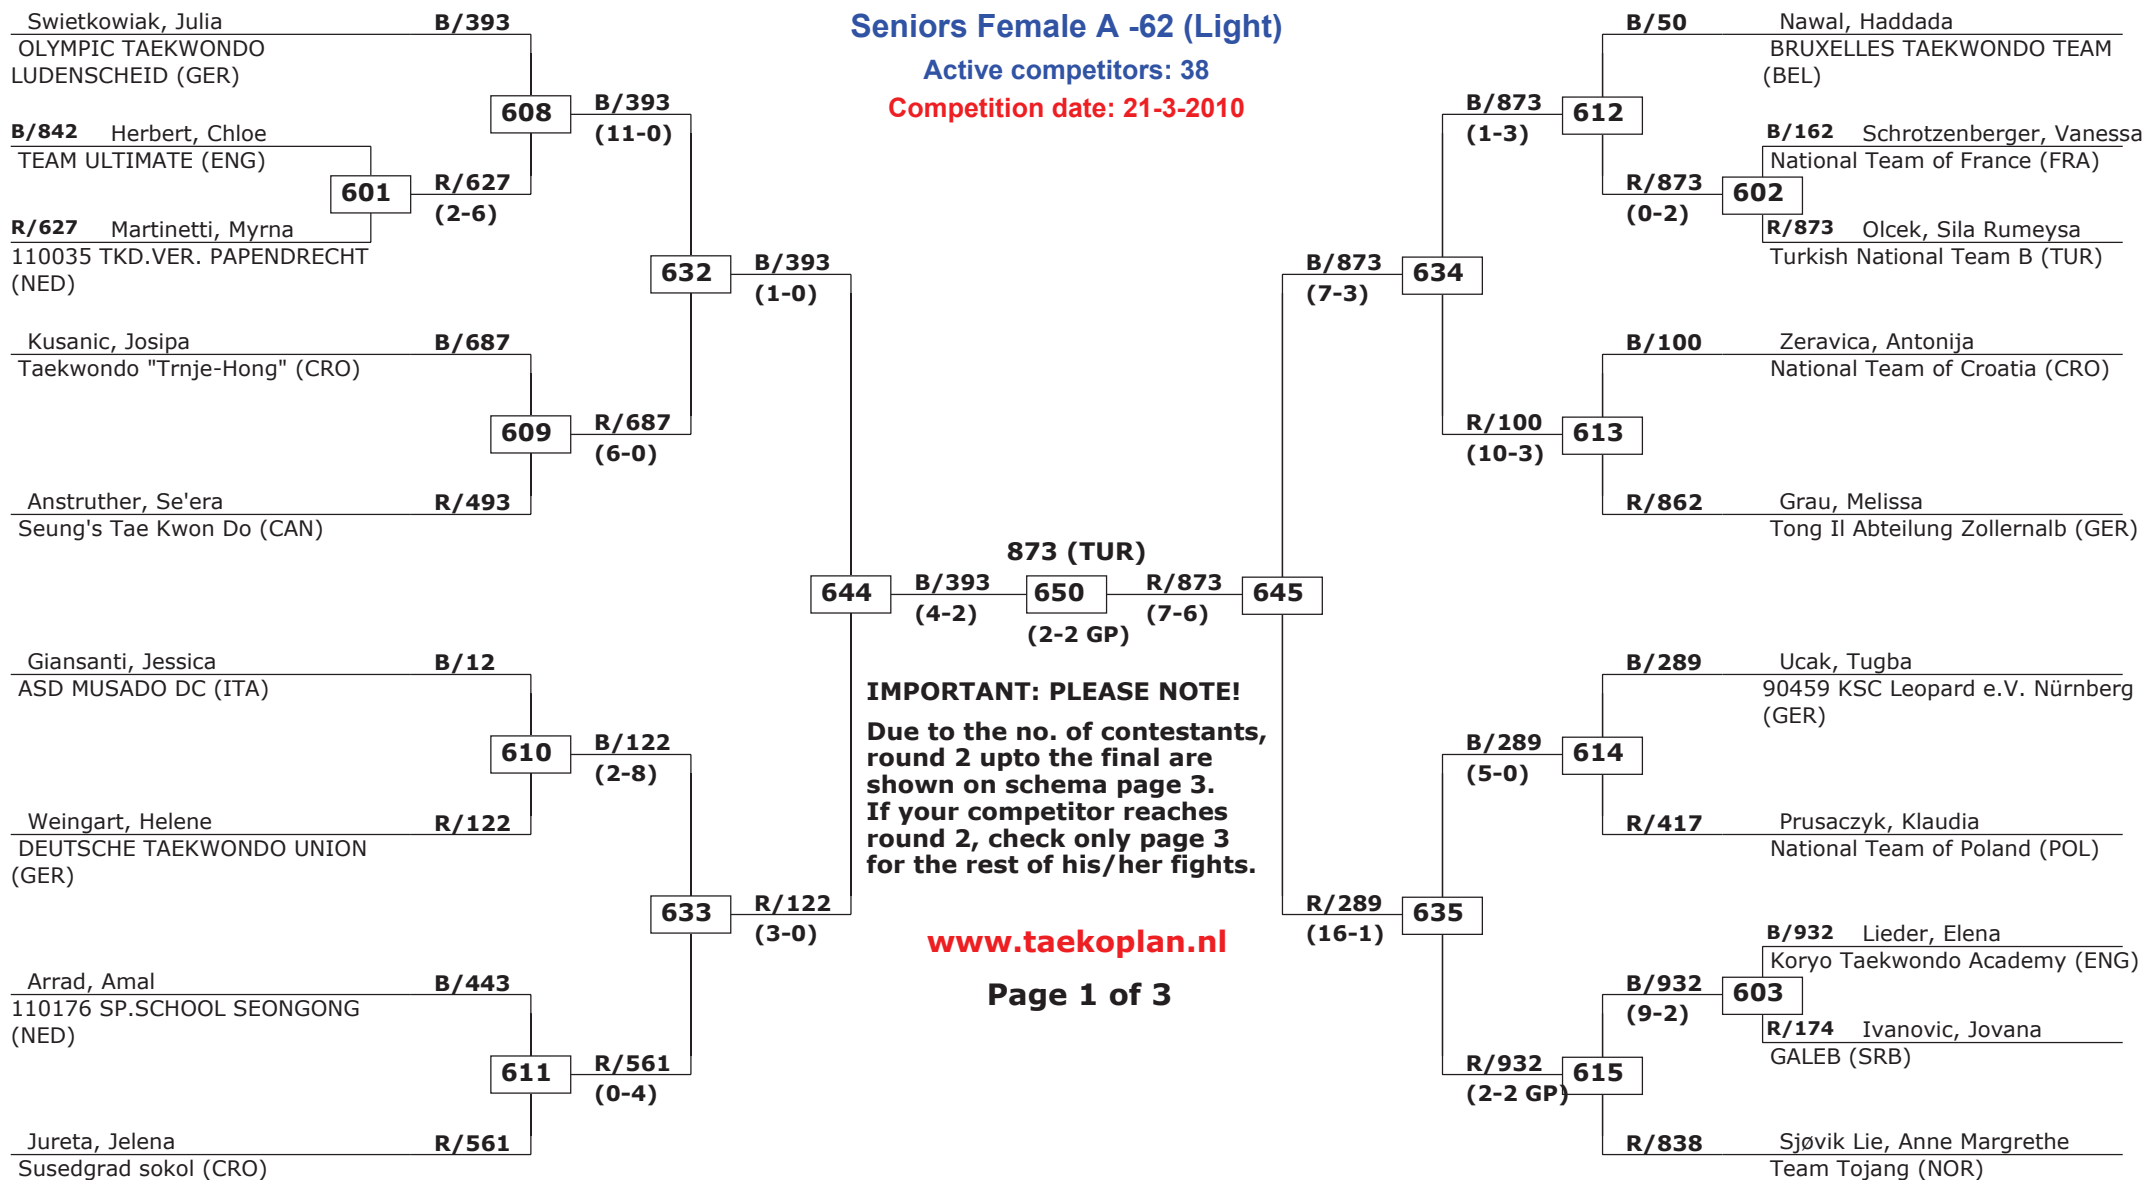 Seniors Female A -62 (Light)
Active competitors: 38
Competition date: 21-3-2010
Swietkowiak, Julia B/393
OLYMPIC TAEKWONDO
LUDENSCHEID (GER)
608
B/393
(11-0)
B/842 Herbert, Chloe
TEAM ULTIMATE (ENG)
601
R/627
(2-6)
R/627 Martinetti, Myrna
110035 TKD.VER. PAPENDRECHT
(NED)
632
B/393
(1-0)
Kusanic, Josipa B/687
Taekwondo "Trnje-Hong" (CRO)
609
R/687
(6-0)
Anstruther, Se'era R/493
Seung's Tae Kwon Do (CAN)
644
B/393
(4-2)
873 (TUR)
650
(2-2 GP)
R/873
(7-6)
645
Giansanti, Jessica B/12
ASD MUSADO DC (ITA)
610
B/122
(2-8)
Weingart, Helene R/122
DEUTSCHE TAEKWONDO UNION
(GER)
633
R/122
(3-0)
Arrad, Amal B/443
110176 SP.SCHOOL SEONGONG
(NED)
611
R/561
(0-4)
Jureta, Jelena R/561
Susedgrad sokol (CRO)
IMPORTANT: PLEASE NOTE!
Due to the no. of contestants,
round 2 upto the final are
shown on schema page 3.
If your competitor reaches
round 2, check only page 3
for the rest of his/her fights.
www.taekoplan.nl
Page 1 of 3
B/50 Nawal, Haddada
BRUXELLES TAEKWONDO TEAM
(BEL)
B/873
(1-3)
612
B/162 Schrotzenberger, Vanessa
National Team of France (FRA)
R/873
(0-2)
602
R/873 Olcek, Sila Rumeysa
Turkish National Team B (TUR)
B/873
(7-3)
634
B/100 Zeravica, Antonija
National Team of Croatia (CRO)
R/100
(10-3)
613
R/862 Grau, Melissa
Tong Il Abteilung Zollernalb (GER)
B/289 Ucak, Tugba
90459 KSC Leopard e.V. Nürnberg
(GER)
B/289
(5-0)
614
R/417 Prusaczyk, Klaudia
National Team of Poland (POL)
R/289
(16-1)
635
B/932 Lieder, Elena
Koryo Taekwondo Academy (ENG)
B/932
(9-2)
603
R/174 Ivanovic, Jovana
GALEB (SRB)
R/932
(2-2 GP)
615
R/838 Sjøvik Lie, Anne Margrethe
Team Tojang (NOR)